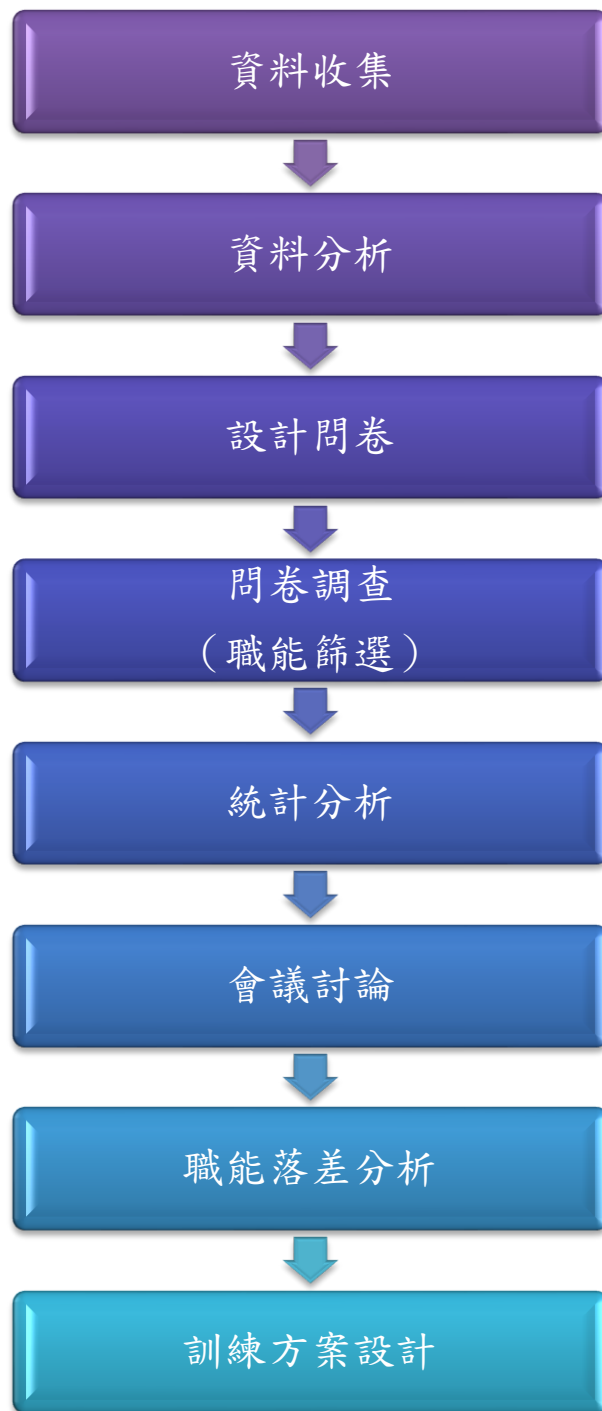 資料收集
資料分析
設計問卷
問卷調查
（職能篩選）
統計分析
會議討論
職能落差分析
訓練方案設計